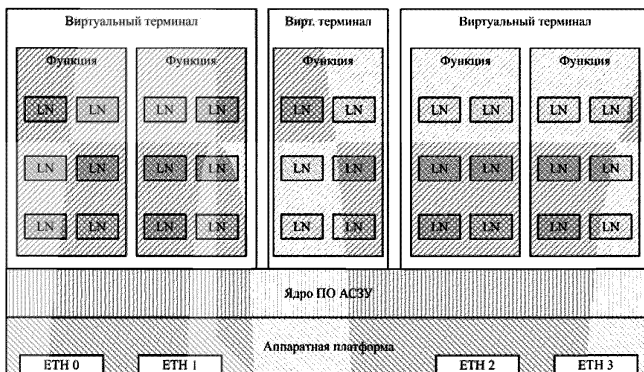 Виртуальный терминал Вирт. терминал Виртуальный терминал
Функция Функция Функция Функция Функция
LN LN LN LN LN LN LN LN LN LN
LN LN LN LN LN LN LN LN LN LN
LN LN LN LN LN LN LN LN LN LN
Ядро ПО АСЗУ
Аппаратная платформа
ETH 0 ETH 1 ETH 2 ETH 3